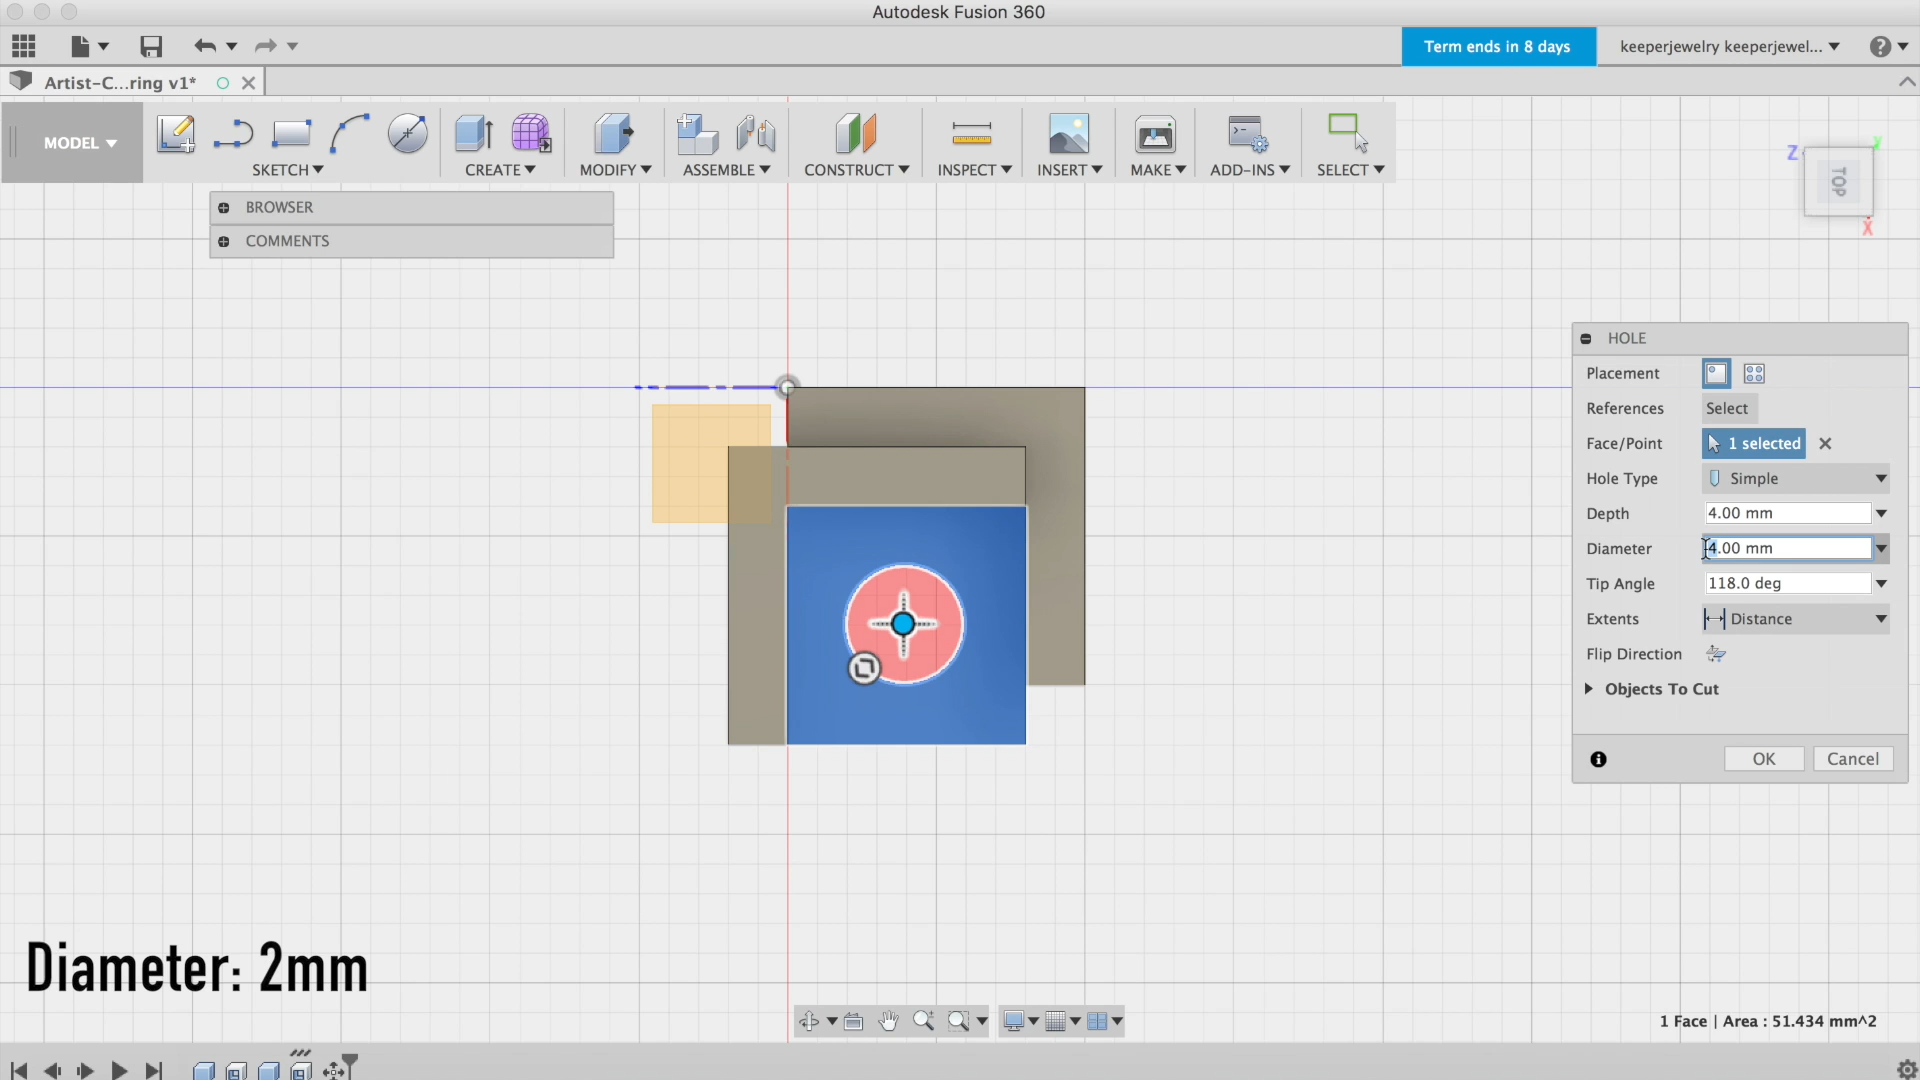 Autodesk Fusion 360
Term ends in 8 days
keeperjewelry keeperjewel...
Artist-C...ring v1*
MODEL
SKETCH
CREATE
MODIFY
ASSEMBLE
CONSTRUCT
INSPECT
INSERT
MAKE
ADD-INS
SELECT
BROWSER
COMMENTS
Z
Y
TOP
X
HOLE
Placement
References Select
Face/Point 1 selected
Hole Type Simple
Depth 4.00 mm
Diameter 4.00 mm
Tip Angle 118.0 deg
Extents Distance
Flip Direction
Objects To Cut
OK Cancel
Diameter: 2mm
1 Face | Area : 51.434 mm^2